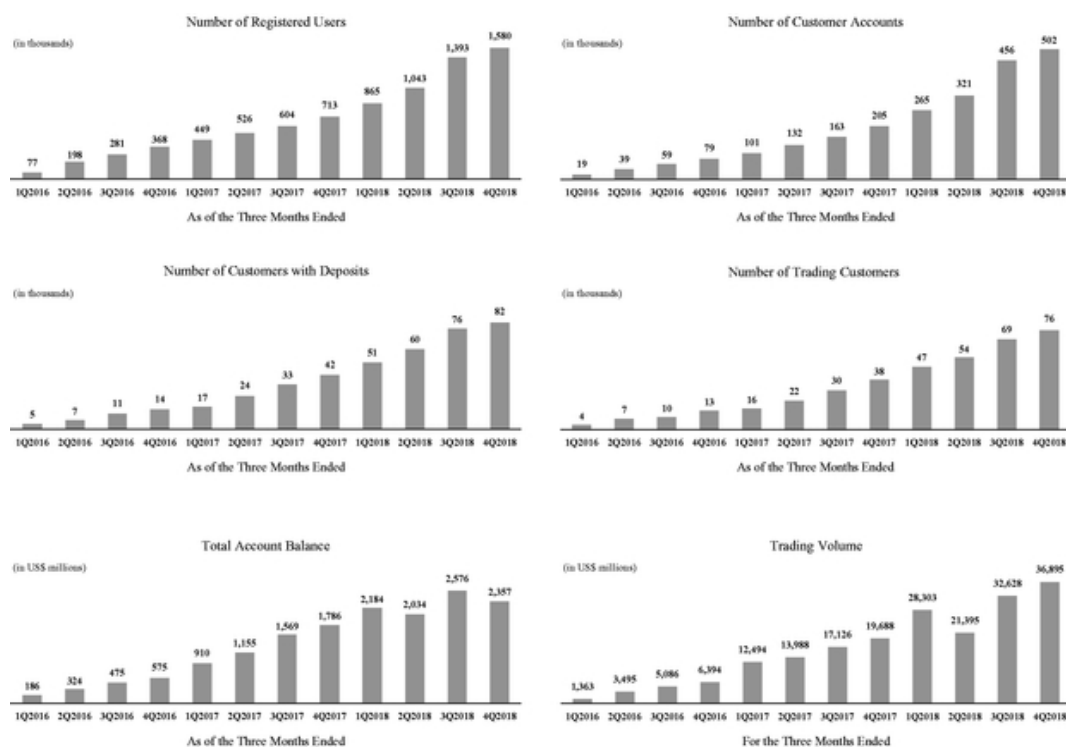 Number of Registered Users
(in thousands)
77 198 281 368 449 526 604 713 865 1,043 1,393 1,580
1Q2016 2Q2016 3Q2016 4Q2016 1Q2017 2Q2017 3Q2017 4Q2017 1Q2018 2Q2018 3Q2018 4Q2018
As of the Three Months Ended
Number of Customer Accounts
(in thousands)
19 39 59 79 101 132 163 205 265 321 456 502
1Q2016 2Q2016 3Q2016 4Q2016 1Q2017 2Q2017 3Q2017 4Q2017 1Q2018 2Q2018 3Q2018 4Q2018
As of the Three Months Ended
Number of Customers with Deposits
(in thousands)
5 7 11 14 17 24 33 42 51 60 76 82
1Q2016 2Q2016 3Q2016 4Q2016 1Q2017 2Q2017 3Q2017 4Q2017 1Q2018 2Q2018 3Q2018 4Q2018
As of the Three Months Ended
Number of Trading Customers
(in thousands)
4 7 10 13 16 22 30 38 47 54 69 76
1Q2016 2Q2016 3Q2016 4Q2016 1Q2017 2Q2017 3Q2017 4Q2017 1Q2018 2Q2018 3Q2018 4Q2018
As of the Three Months Ended
Total Account Balance
(in US$ millions)
186 324 475 575 910 1,155 1,569 1,786 2,184 2,034 2,576 2,357
1Q2016 2Q2016 3Q2016 4Q2016 1Q2017 2Q2017 3Q2017 4Q2017 1Q2018 2Q2018 3Q2018 4Q2018
As of the Three Months Ended
Trading Volume
(in US$ millions)
1,363 3,495 5,086 6,394 12,494 13,988 17,126 19,688 28,303 21,395 32,628 36,895
1Q2016 2Q2016 3Q2016 4Q2016 1Q2017 2Q2017 3Q2017 4Q2017 1Q2018 2Q2018 3Q2018 4Q2018
For the Three Months Ended